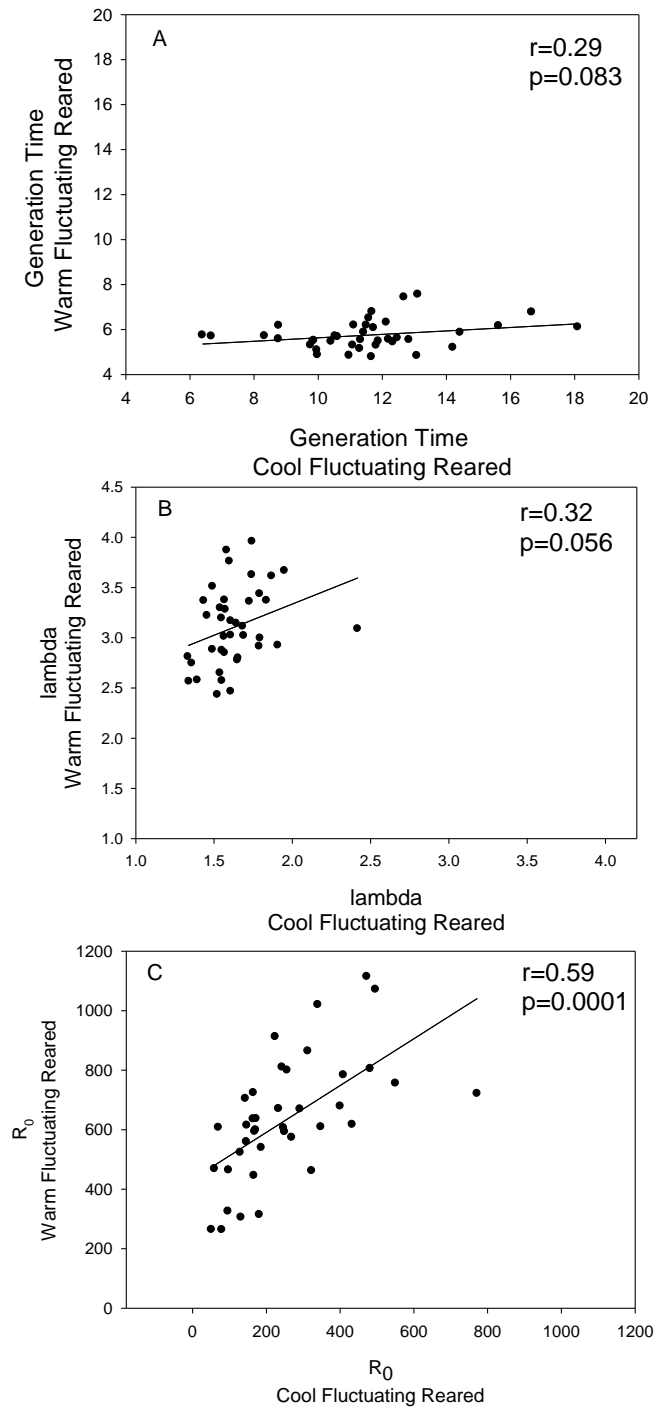 A
r=0.29
p=0.083
Generation Time
Warm Fluctuating Reared
20
18
16
14
12
10
8
6
4
4 6 8 10 12 14 16 18 20
Generation Time
Cool Fluctuating Reared
B
r=0.32
p=0.056
lambda
Warm Fluctuating Reared
4.5
4.0
3.5
3.0
2.5
2.0
1.5
1.0
1.0 1.5 2.0 2.5 3.0 3.5 4.0
lambda
Cool Fluctuating Reared
C
r=0.59
p=0.0001
R0
Warm Fluctuating Reared
1200
1000
800
600
400
200
0
0 200 400 600 800 1000 1200
R0
Cool Fluctuating Reared